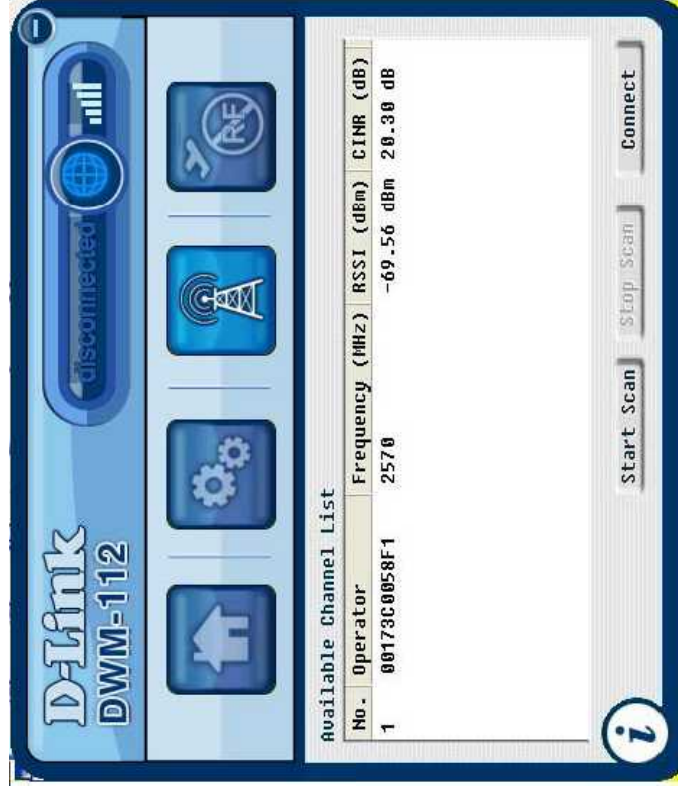 D-Link
DWM-112
disconnected
RF
Available Channel List
No. Operator Frequency (MHz) RSSI (dBm) CINR (dB)
1 00173C0058F1 2570 -69.56 dBm 20.30 dB
Start Scan Stop Scan Connect
i